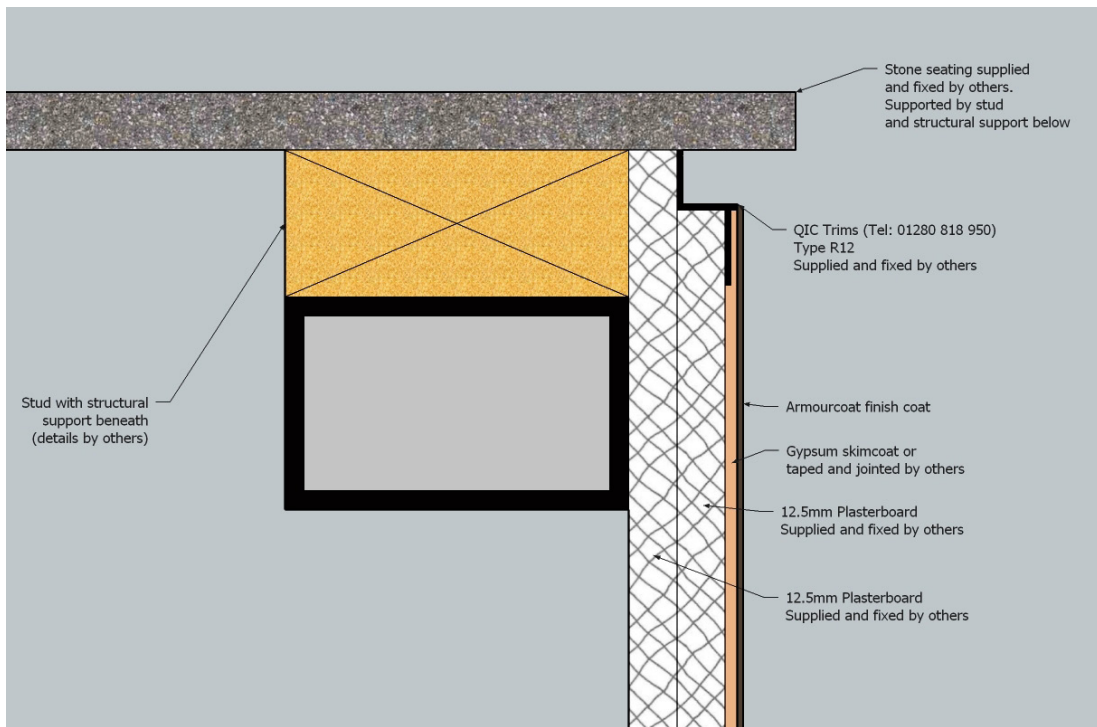 Stone seating supplied
and fixed by others.
Supported by stud
and structural support below
QIC Trims (Tel: 01280 818 950)
Type R12
Supplied and fixed by others
Stud with structural
support beneath
(details by others)
Armourcoat finish coat
Gypsum skimcoat or
taped and jointed by others
12.5mm Plasterboard
Supplied and fixed by others
12.5mm Plasterboard
Supplied and fixed by others